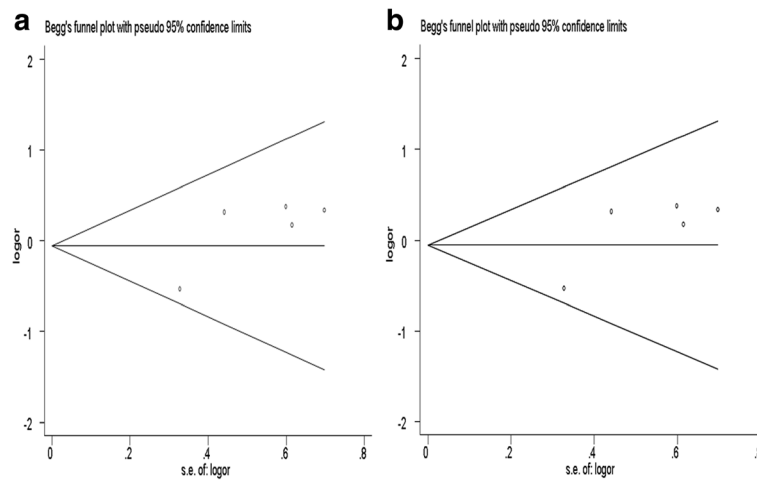 a Begg's funnel plot with pseudo 95% confidence limits
2
1
0
-1
-2
logor
0 .2 .4 .6 .8
s.e. of: logor
b Begg's funnel plot with pseudo 95% confidence limits
2
1
0
-1
-2
logor
0 .2 .4 .6
s.e. of: logor